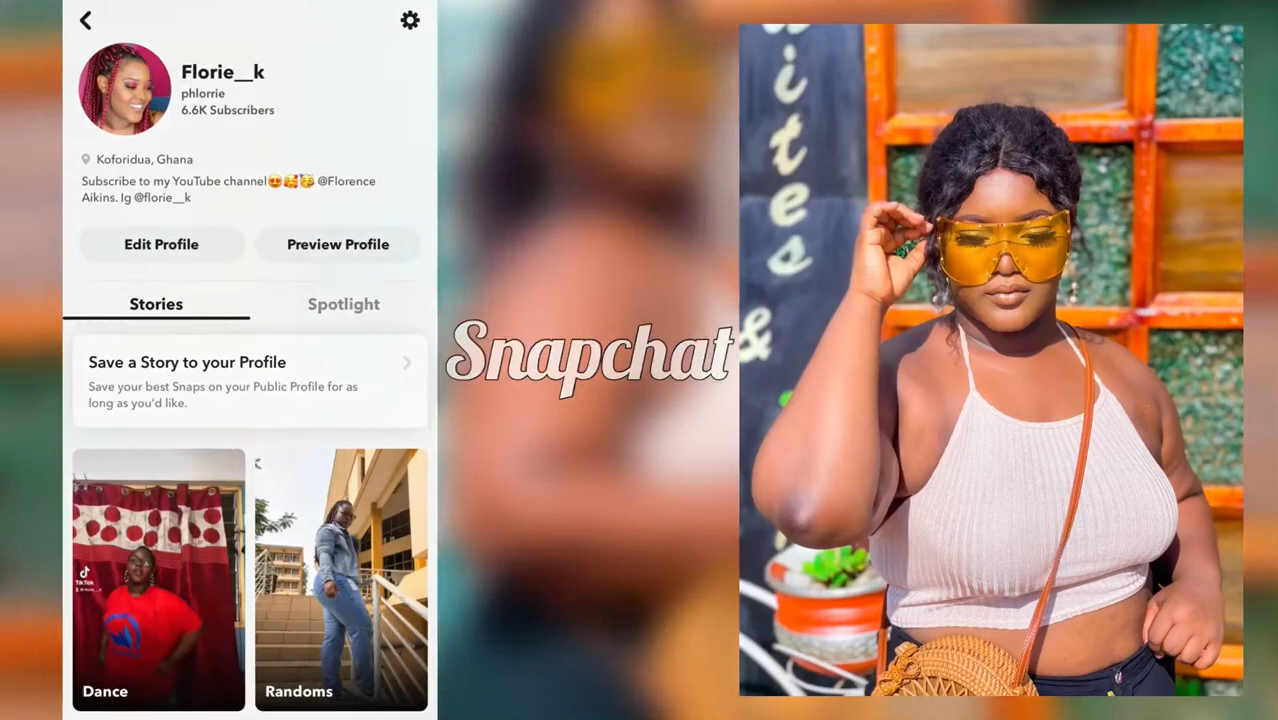 Florie__k
phlorrie
6.6K Subscribers
Koforidua, Ghana
Subscribe to my YouTube channel😍🥰🥳 @Florence
Aikins. Ig @florie__k
Edit Profile
Preview Profile
Stories
Spotlight
Save a Story to your Profile
Save your best Snaps on your Public Profile for as
long as you'd like.
TikTok
Dance
Randoms
Snapchat
ites &